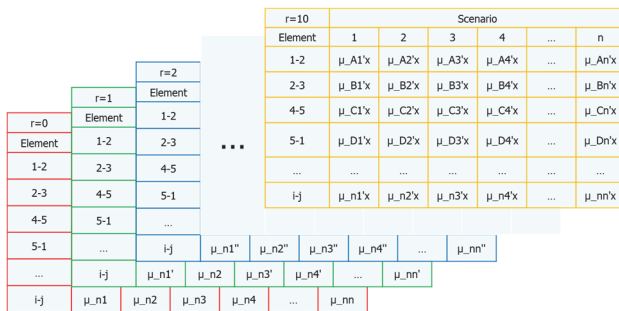 r=10 Scenario
Element 1 2 3 4 ... n
1-2 μ_A1'x μ_A2'x μ_A3'x μ_A4'x ... μ_An'x
2-3 μ_B1'x μ_B2'x μ_B3'x μ_B4'x ... μ_Bn'x
4-5 μ_C1'x μ_C2'x μ_C3'x μ_C4'x ... μ_Cn'x
5-1 μ_D1'x μ_D2'x μ_D3'x μ_D4'x ... μ_Dn'x
... ... ... ... ... ... ...
i-j μ_n1'x μ_n2'x μ_n3'x μ_n4'x ... μ_nn'x
...
r=2
Element
1-2
2-3
4-5
5-1
...
i-j μ_n1'' μ_n2'' μ_n3'' μ_n4'' ... μ_nn''
r=1
Element
1-2
2-3
4-5
5-1
...
i-j μ_n1' μ_n2 μ_n3' μ_n4' ... μ_nn'
r=0
Element
1-2
2-3
4-5
5-1
...
i-j μ_n1 μ_n2 μ_n3 μ_n4 ... μ_nn